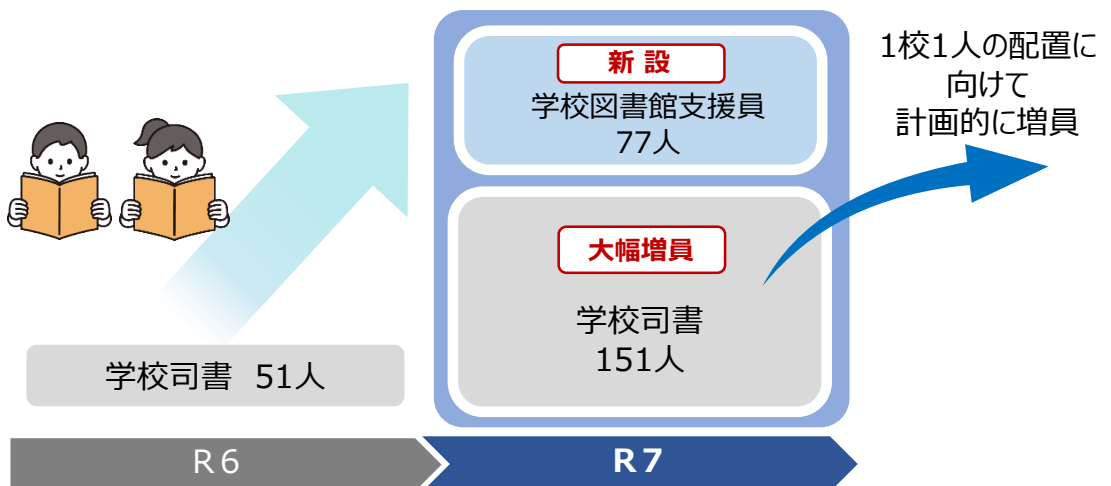 新 設
学校図書館支援員
77人
1校1人の配置に
向けて
計画的に増員
大幅増員
学校司書
151人
学校司書 51人
R６
R７